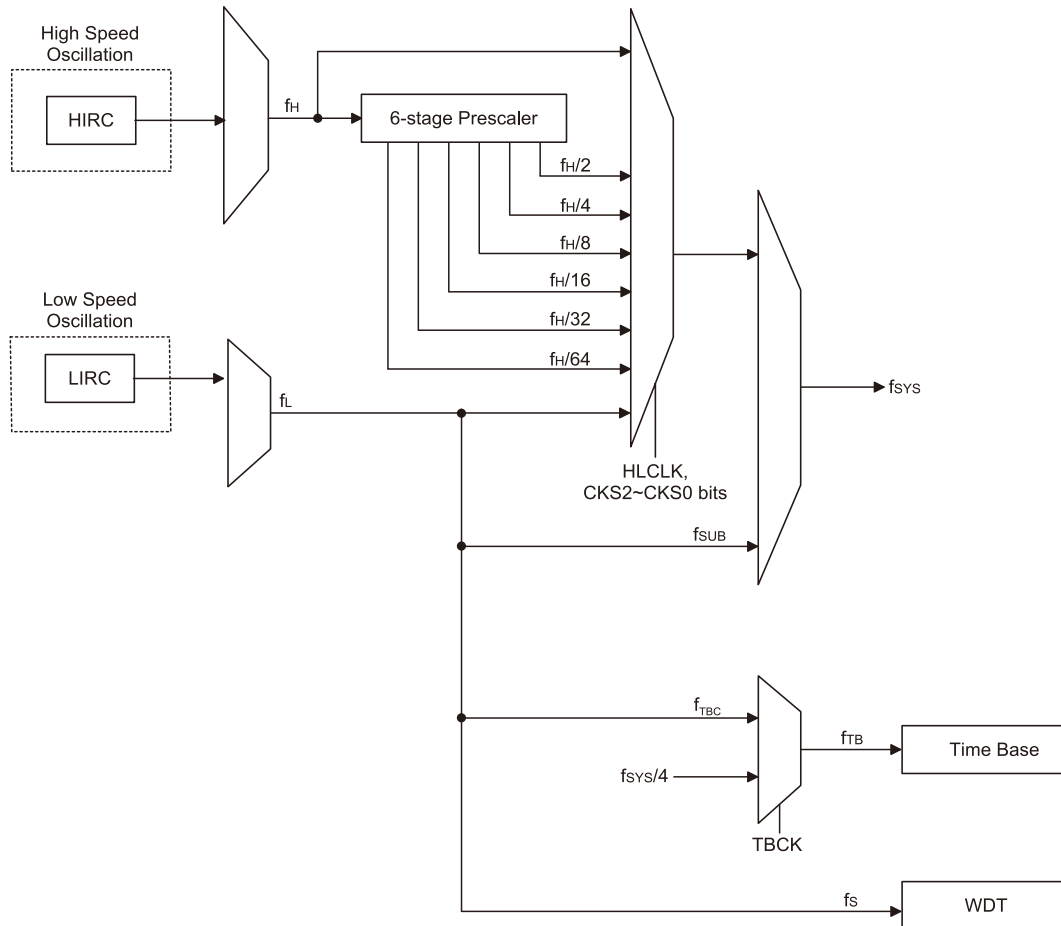 High Speed
Oscillation
HIRC
fH
6-stage Prescaler
fH/2
fH/4
fH/8
fH/16
fH/32
fH/64
Low Speed
Oscillation
LIRC
fL
HLCLK,
CKS2~CKS0 bits
fSYS
fSUB
fTBC
fSYS/4
TBCK
fTB
Time Base
fS
WDT